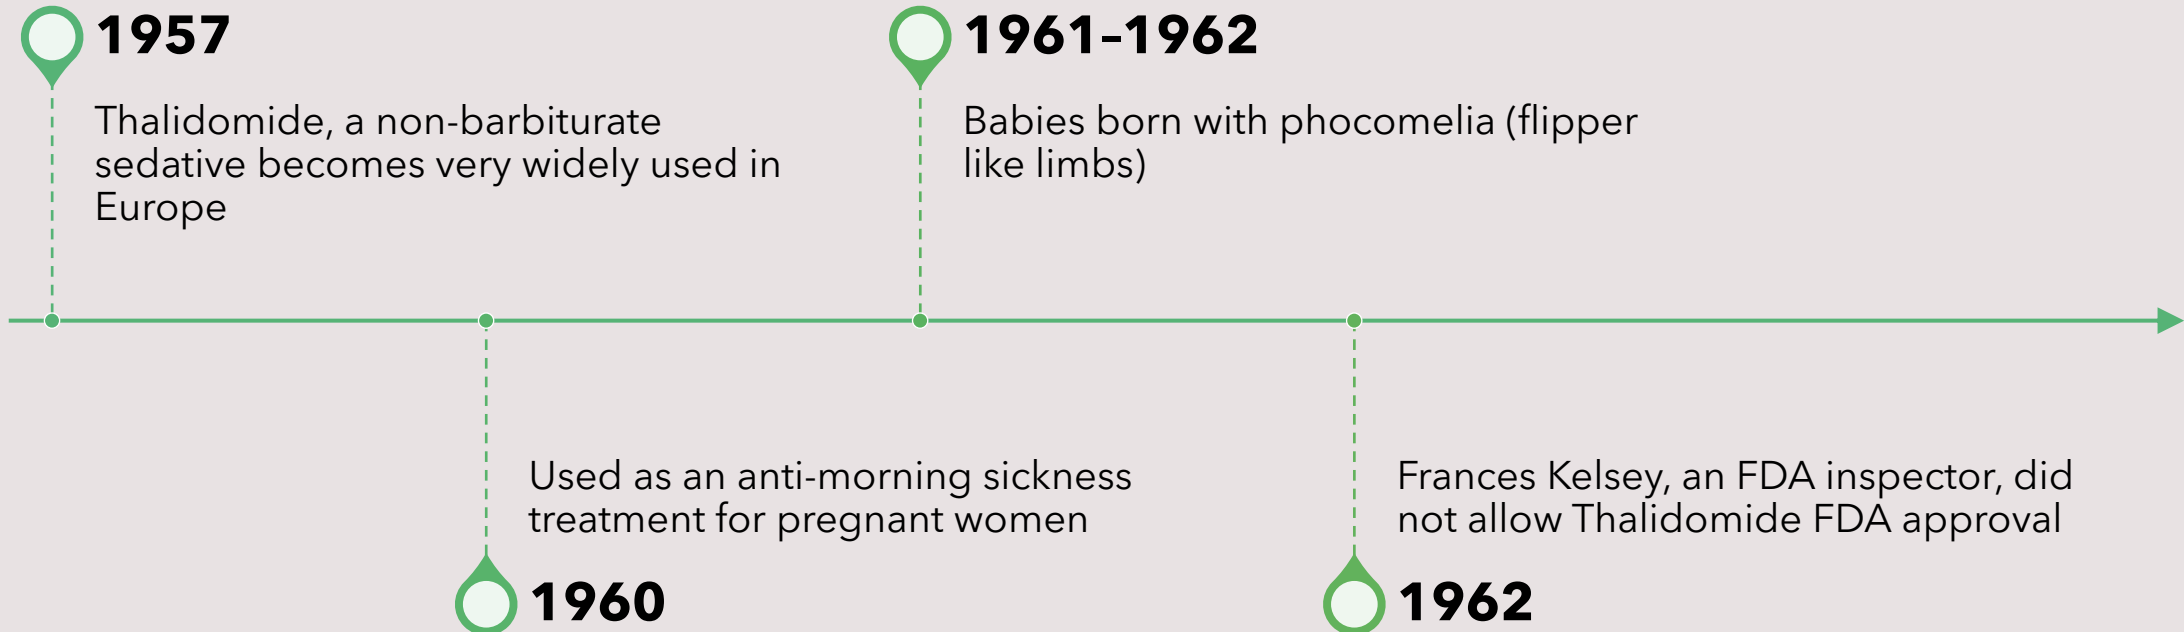 1957
Thalidomide, a non-barbiturate
sedative becomes very widely used in
Europe
Used as an anti-morning sickness
treatment for pregnant women
1960
1961–1962
Babies born with phocomelia (flipper
like limbs)
Frances Kelsey, an FDA inspector, did
not allow Thalidomide FDA approval
1962